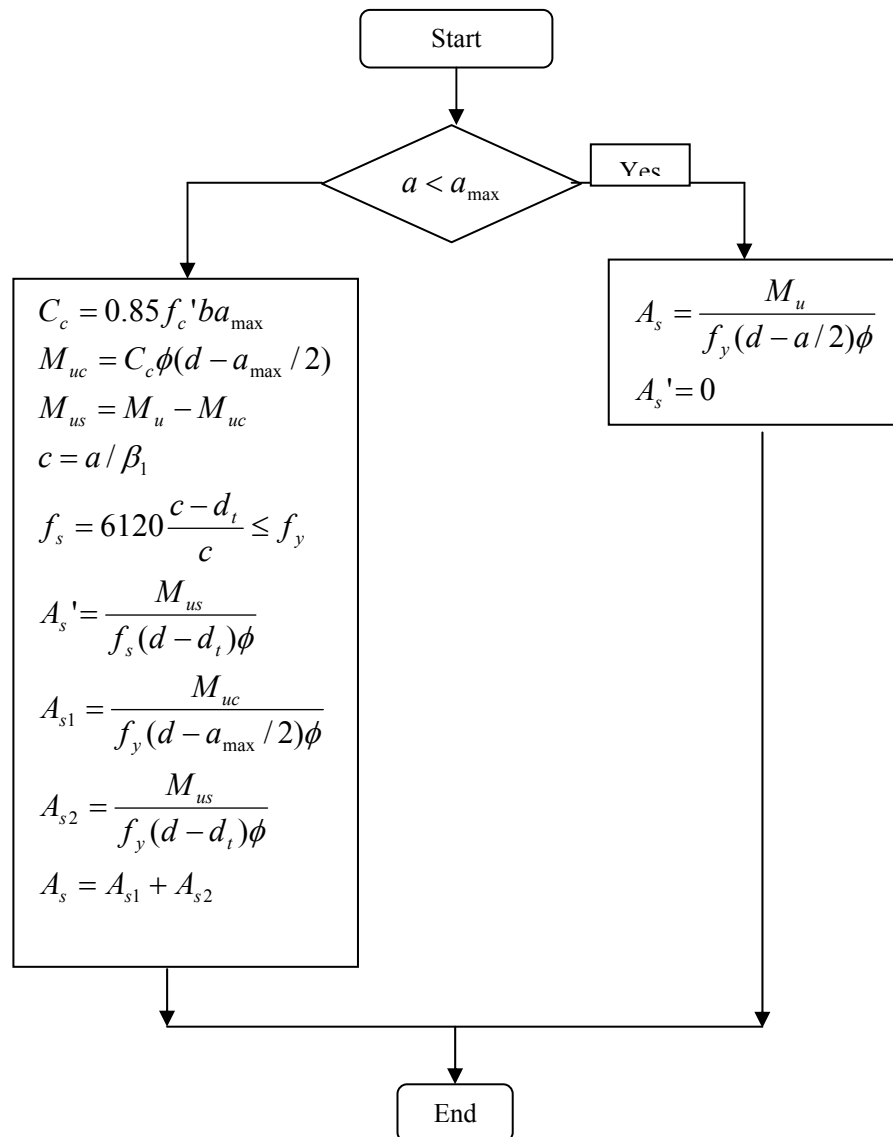 Start
a < a_max
Yes
C_c = 0.85 f_c' b a_max
M_uc = C_c ϕ(d − a_max / 2)
M_us = M_u − M_uc
c = a / β_1
f_s = 6120 (c − d_t) / c ≤ f_y
A_s' = M_us / (f_s (d − d_t)ϕ)
A_s1 = M_uc / (f_y (d − a_max / 2)ϕ)
A_s2 = M_us / (f_y (d − d_t)ϕ)
A_s = A_s1 + A_s2
A_s = M_u / (f_y (d − a / 2)ϕ)
A_s' = 0
End